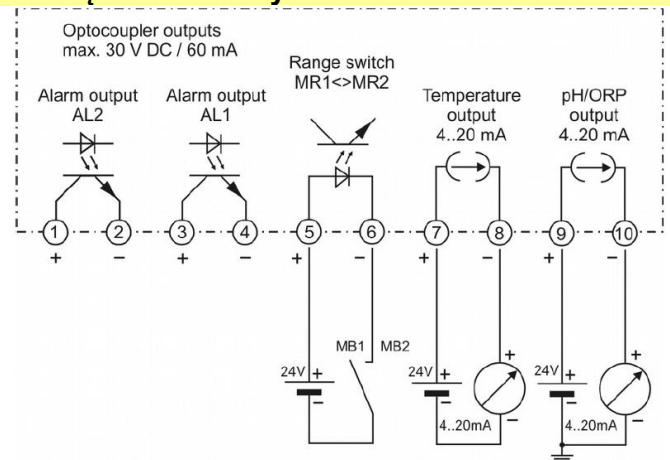 Optocoupler outputs
max. 30 V DC / 60 mA
Range switch
MR1<>MR2
Alarm output
AL2
Alarm output
AL1
Temperature
output
4..20 mA
pH/ORP
output
4..20 mA
1 2 3 4 5 6 7 8 9 10
+ − + − + − + − + −
MB1 MB2
24V + −
24V + −
+ −
4..20mA
24V + −
+ −
4..20mA